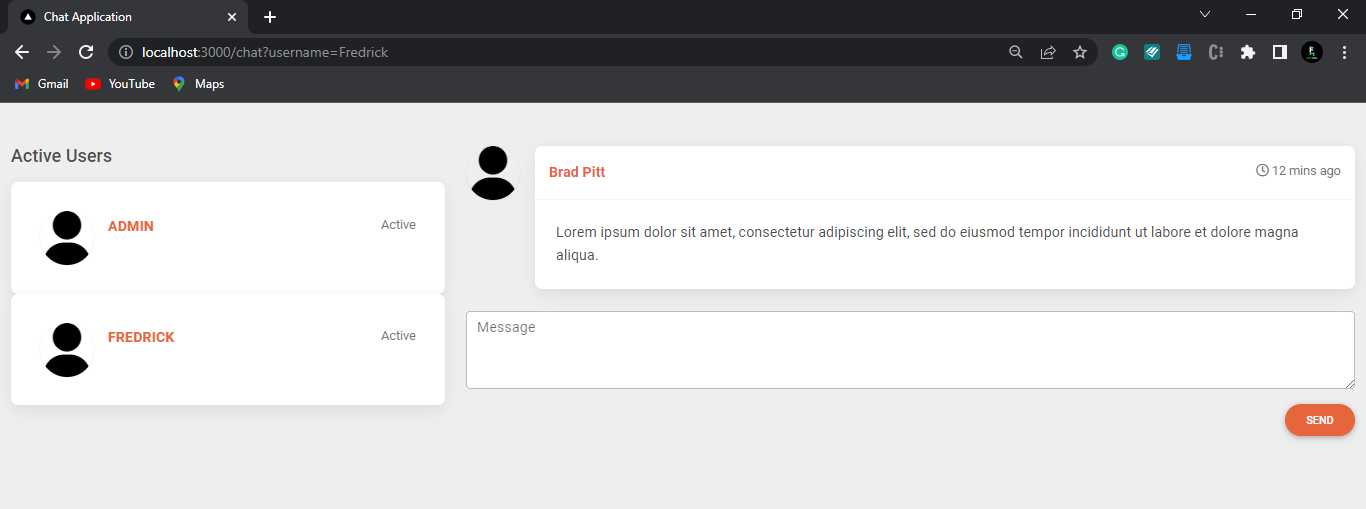 Chat Application
localhost:3000/chat?username=Fredrick
Gmail YouTube Maps
Active Users
ADMIN Active
FREDRICK Active
Brad Pitt 12 mins ago
Lorem ipsum dolor sit amet, consectetur adipiscing elit, sed do eiusmod tempor incididunt ut labore et dolore magna
aliqua.
Message
SEND